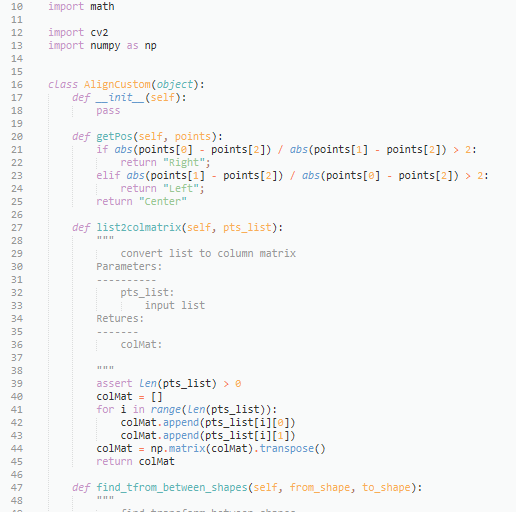 10 import math
11
12 import cv2
13 import numpy as np
14
15
16 class AlignCustom(object):
17     def __init__(self):
18         pass
19
20     def getPos(self, points):
21         if abs(points[0] - points[2]) / abs(points[1] - points[2]) > 2:
22             return "Right";
23         elif abs(points[1] - points[2]) / abs(points[0] - points[2]) > 2:
24             return "Left";
25         return "Center"
26
27     def list2colmatrix(self, pts_list):
28         """
29             convert list to column matrix
30         Parameters:
31         ----------
32             pts_list:
33                 input list
34         Retures:
35         -------
36             colMat:
37
38         """
39         assert len(pts_list) > 0
40         colMat = []
41         for i in range(len(pts_list)):
42             colMat.append(pts_list[i][0])
43             colMat.append(pts_list[i][1])
44         colMat = np.matrix(colMat).transpose()
45         return colMat
46
47     def find_tfrom_between_shapes(self, from_shape, to_shape):
48         """